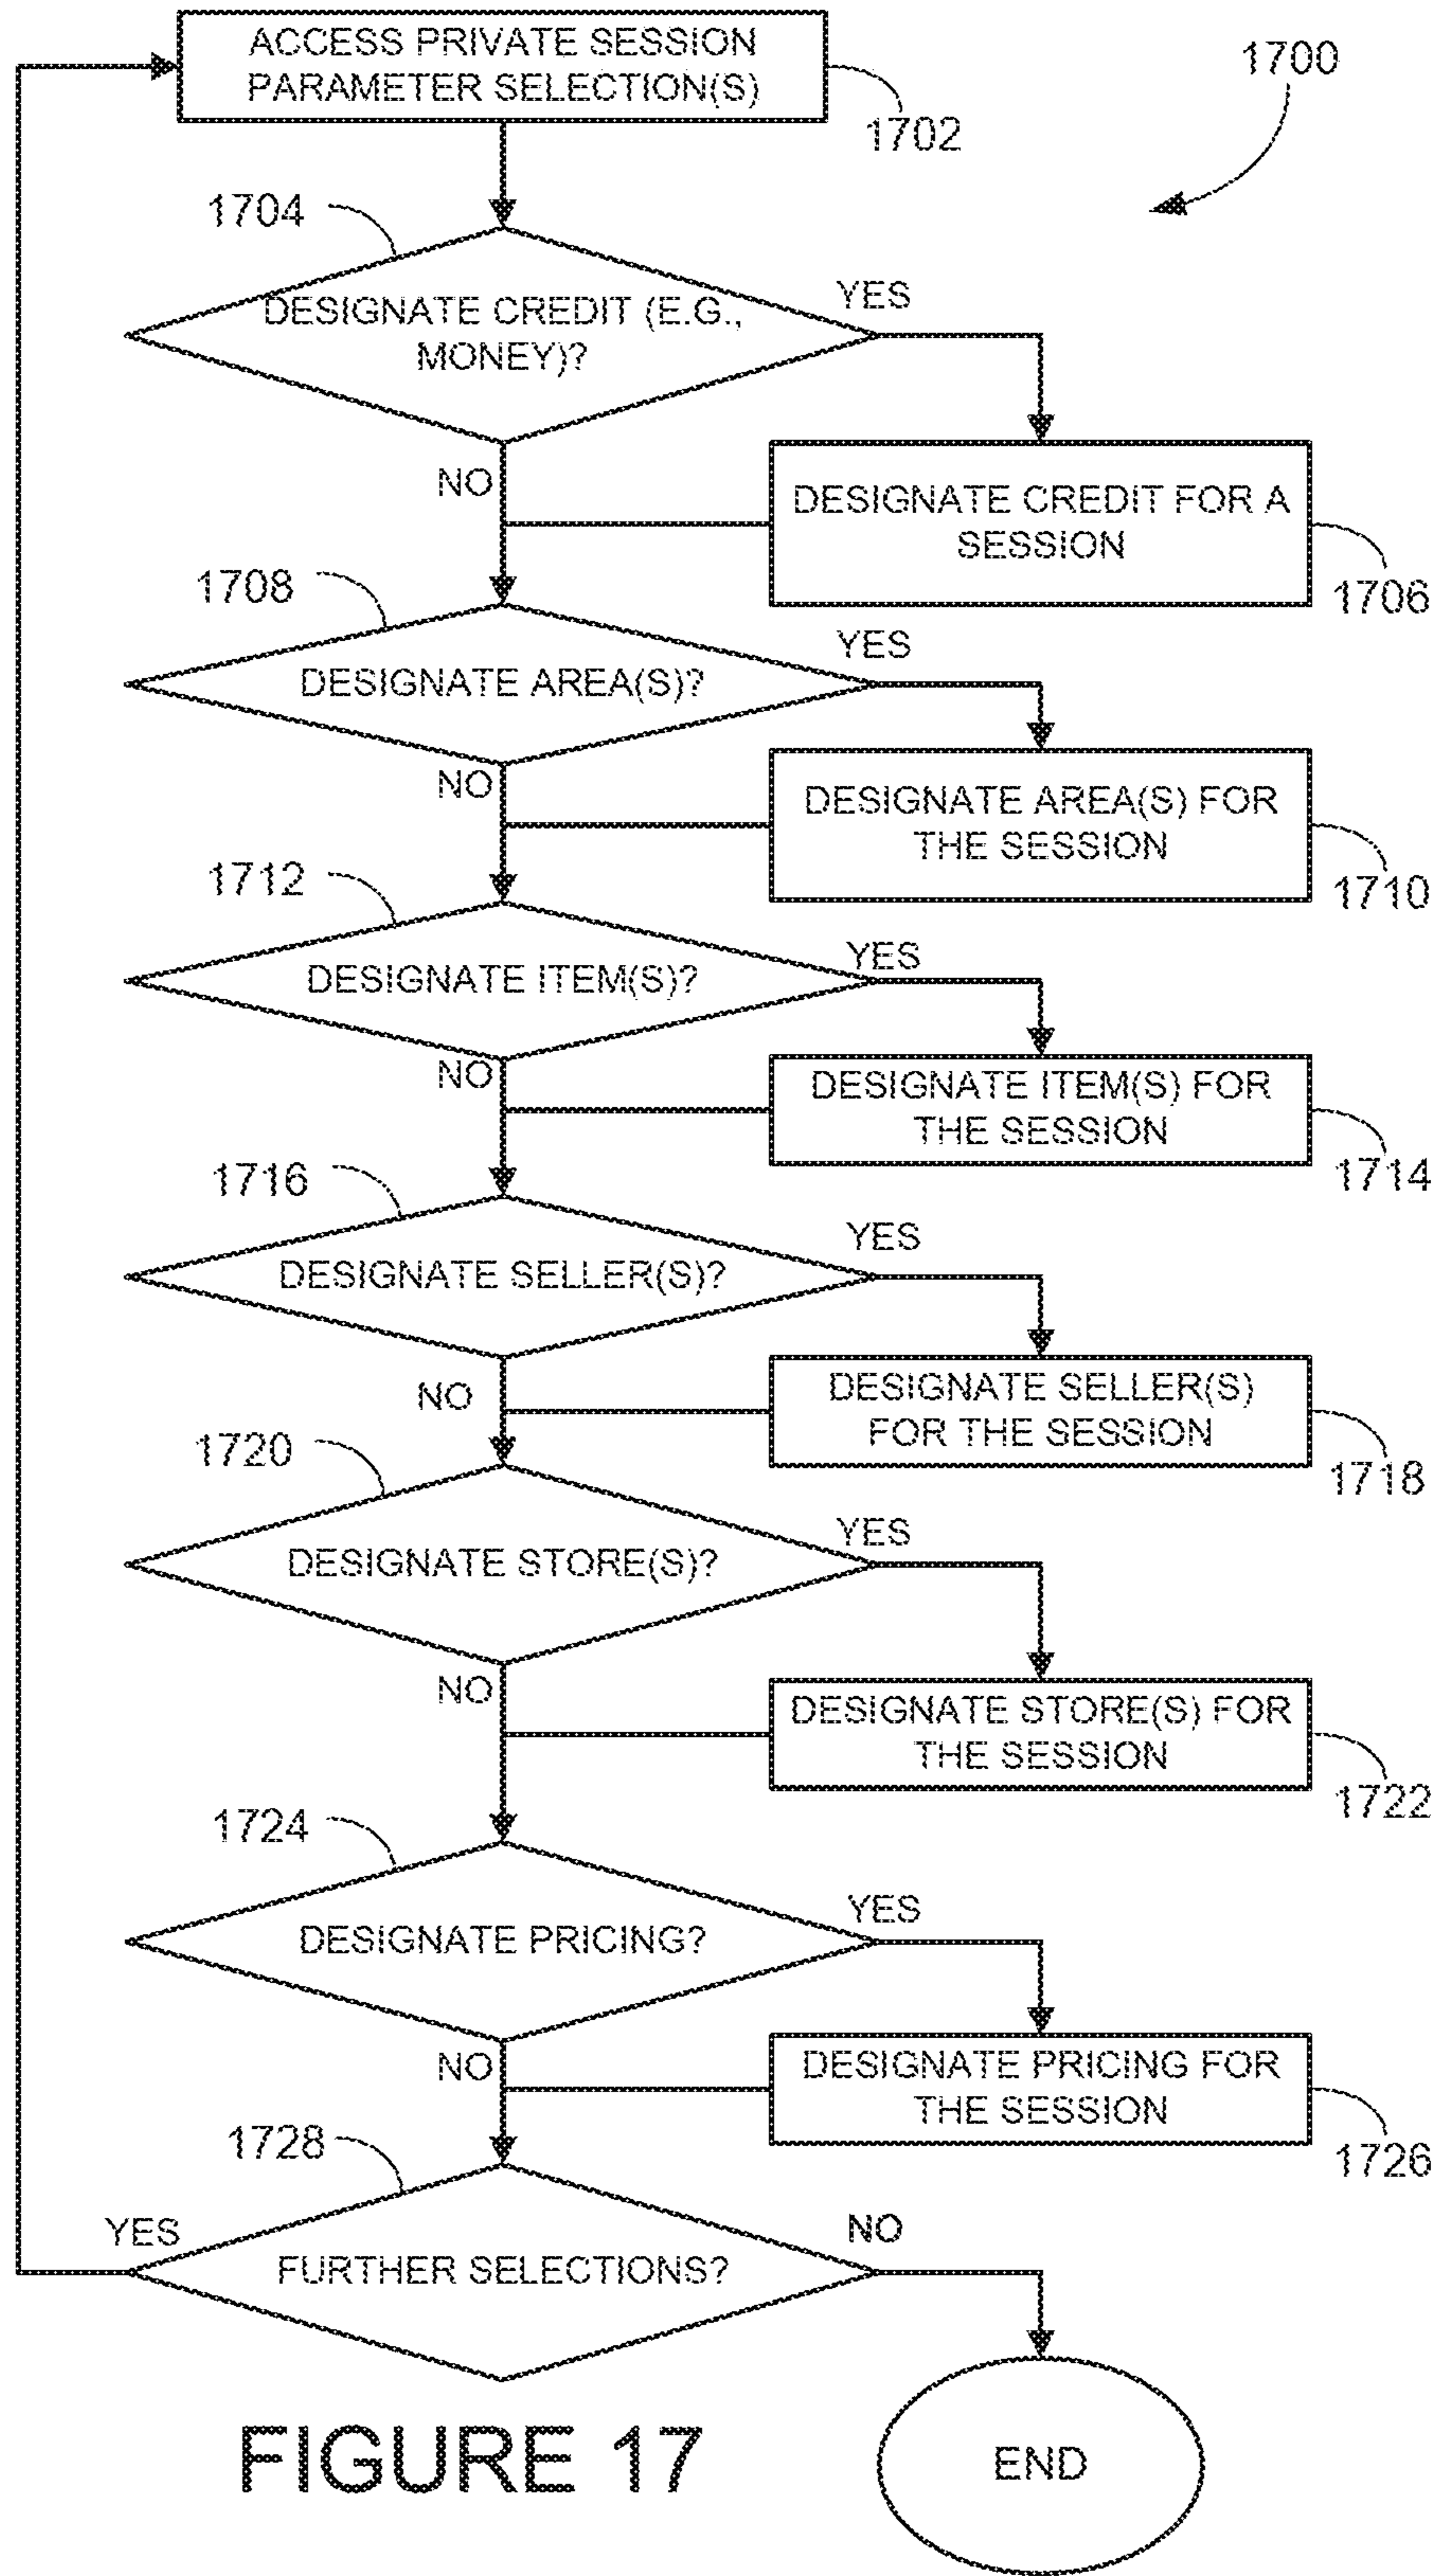 ACCESS PRIVATE SESSION
PARAMETER SELECTION(S)
1700
1702
1704
DESIGNATE CREDIT (E.G.,
MONEY)?
YES
NO
DESIGNATE CREDIT FOR A
SESSION
1706
1708
DESIGNATE AREA(S)?
YES
NO
DESIGNATE AREA(S) FOR
THE SESSION
1710
1712
DESIGNATE ITEM(S)?
YES
NO
DESIGNATE ITEM(S) FOR
THE SESSION
1714
1716
DESIGNATE SELLER(S)?
YES
NO
DESIGNATE SELLER(S)
FOR THE SESSION
1718
1720
DESIGNATE STORE(S)?
YES
NO
DESIGNATE STORE(S) FOR
THE SESSION
1722
1724
DESIGNATE PRICING?
YES
NO
DESIGNATE PRICING FOR
THE SESSION
1726
1728
YES
FURTHER SELECTIONS?
NO
END
FIGURE 17